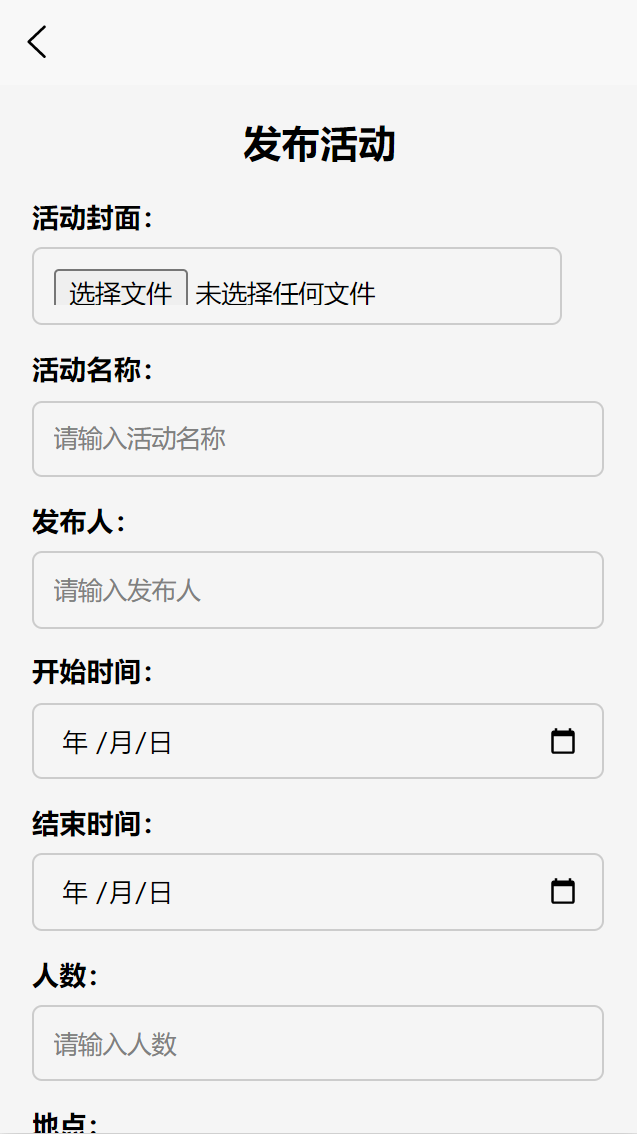 发布活动
活动封面：
选择文件 未选择任何文件
活动名称：
请输入活动名称
发布人：
请输入发布人
开始时间：
年 /月/日
结束时间：
年 /月/日
人数：
请输入人数
地点：